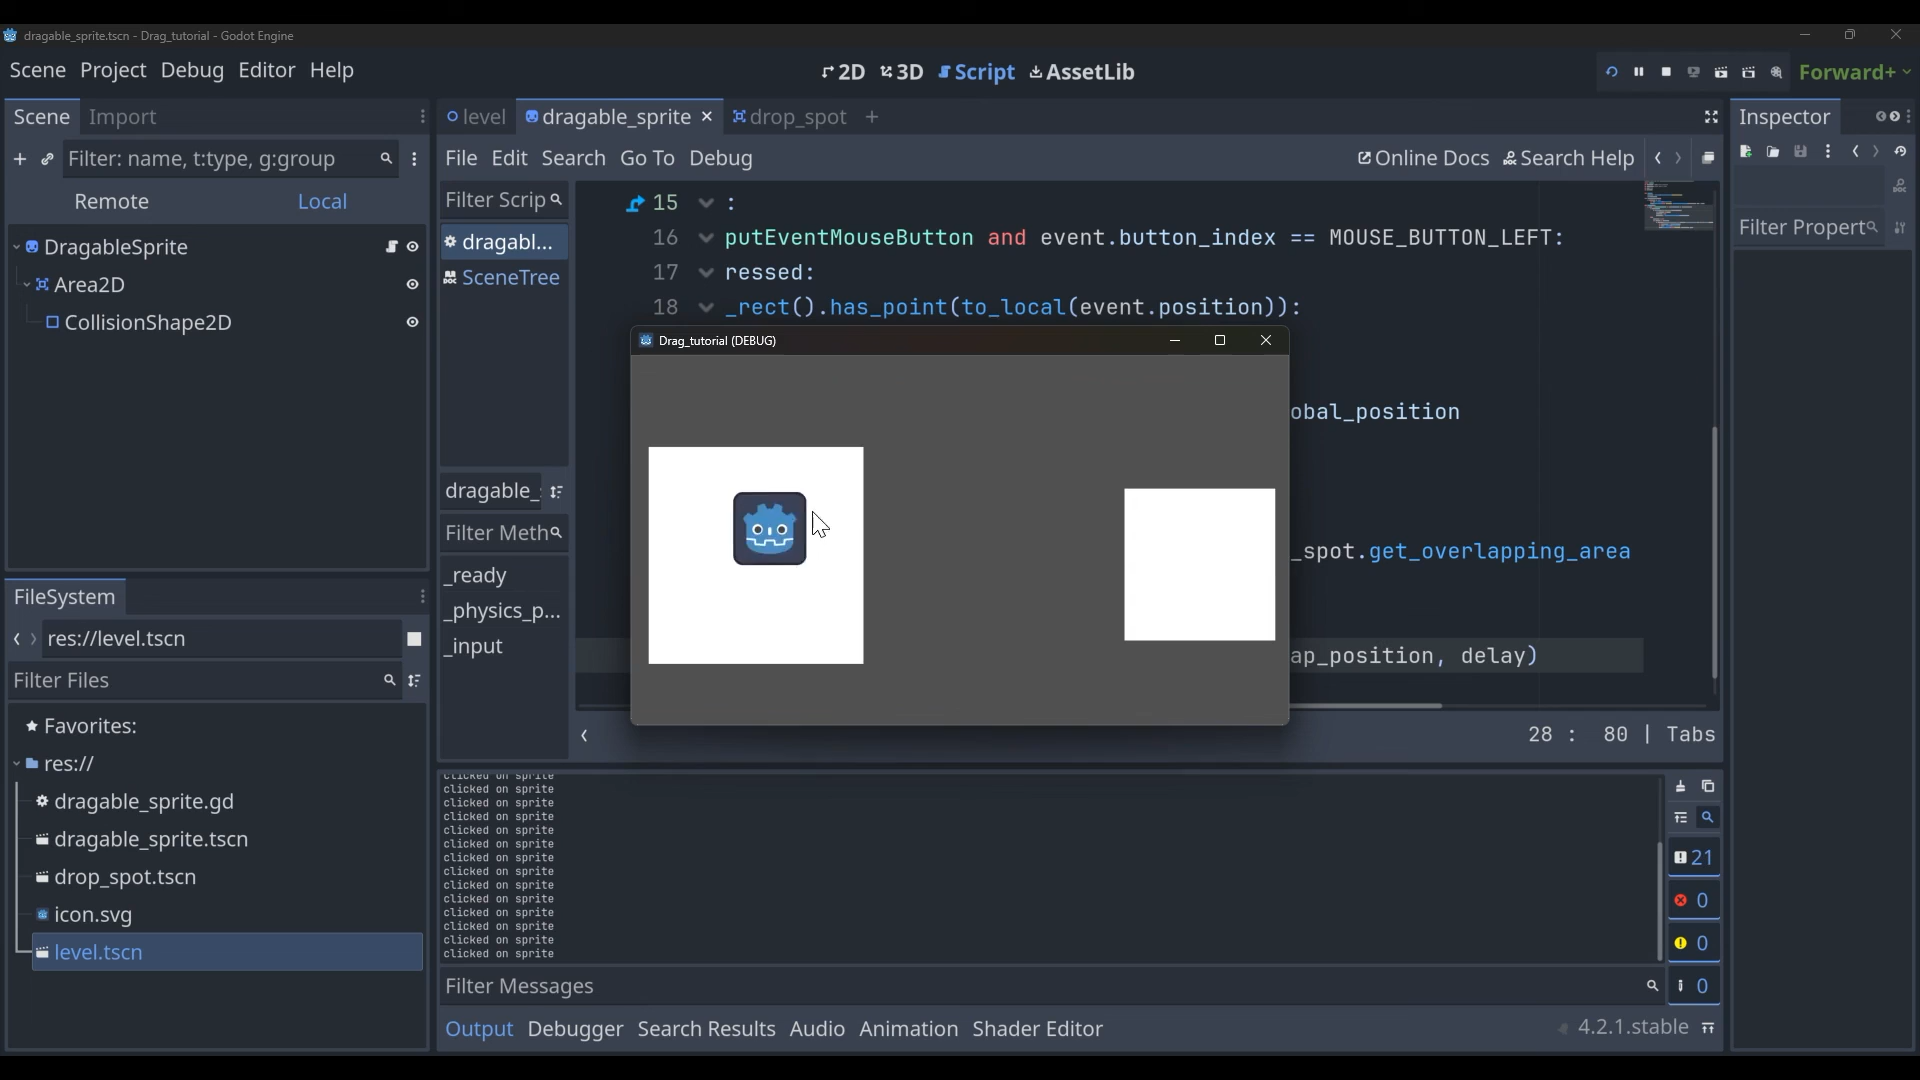 dragable_sprite.tscn - Drag_tutorial - Godot Engine
Scene Project Debug Editor Help
2D 3D Script AssetLib
Forward+
Scene Import
level dragable_sprite drop_spot
Inspector
Filter: name, t:type, g:group
File Edit Search Go To Debug
Online Docs Search Help
Remote Local
Filter Scrip
Filter Propert
DragableSprite
Area2D
CollisionShape2D
dragabl...
SceneTree
15 :
16 putEventMouseButton and event.button_index == MOUSE_BUTTON_LEFT:
17 ressed:
18 _rect().has_point(to_local(event.position)):
Drag_tutorial (DEBUG)
obal_position
_spot.get_overlapping_area
ap_position, delay)
dragable_
Filter Meth
_ready
_physics_p...
_input
28 : 80 | Tabs
FileSystem
res://level.tscn
Filter Files
Favorites:
res://
dragable_sprite.gd
dragable_sprite.tscn
drop_spot.tscn
icon.svg
level.tscn
clicked on sprite
clicked on sprite
clicked on sprite
clicked on sprite
clicked on sprite
clicked on sprite
clicked on sprite
clicked on sprite
clicked on sprite
clicked on sprite
clicked on sprite
clicked on sprite
clicked on sprite
clicked on sprite
21
0
0
0
Filter Messages
Output Debugger Search Results Audio Animation Shader Editor
4.2.1.stable